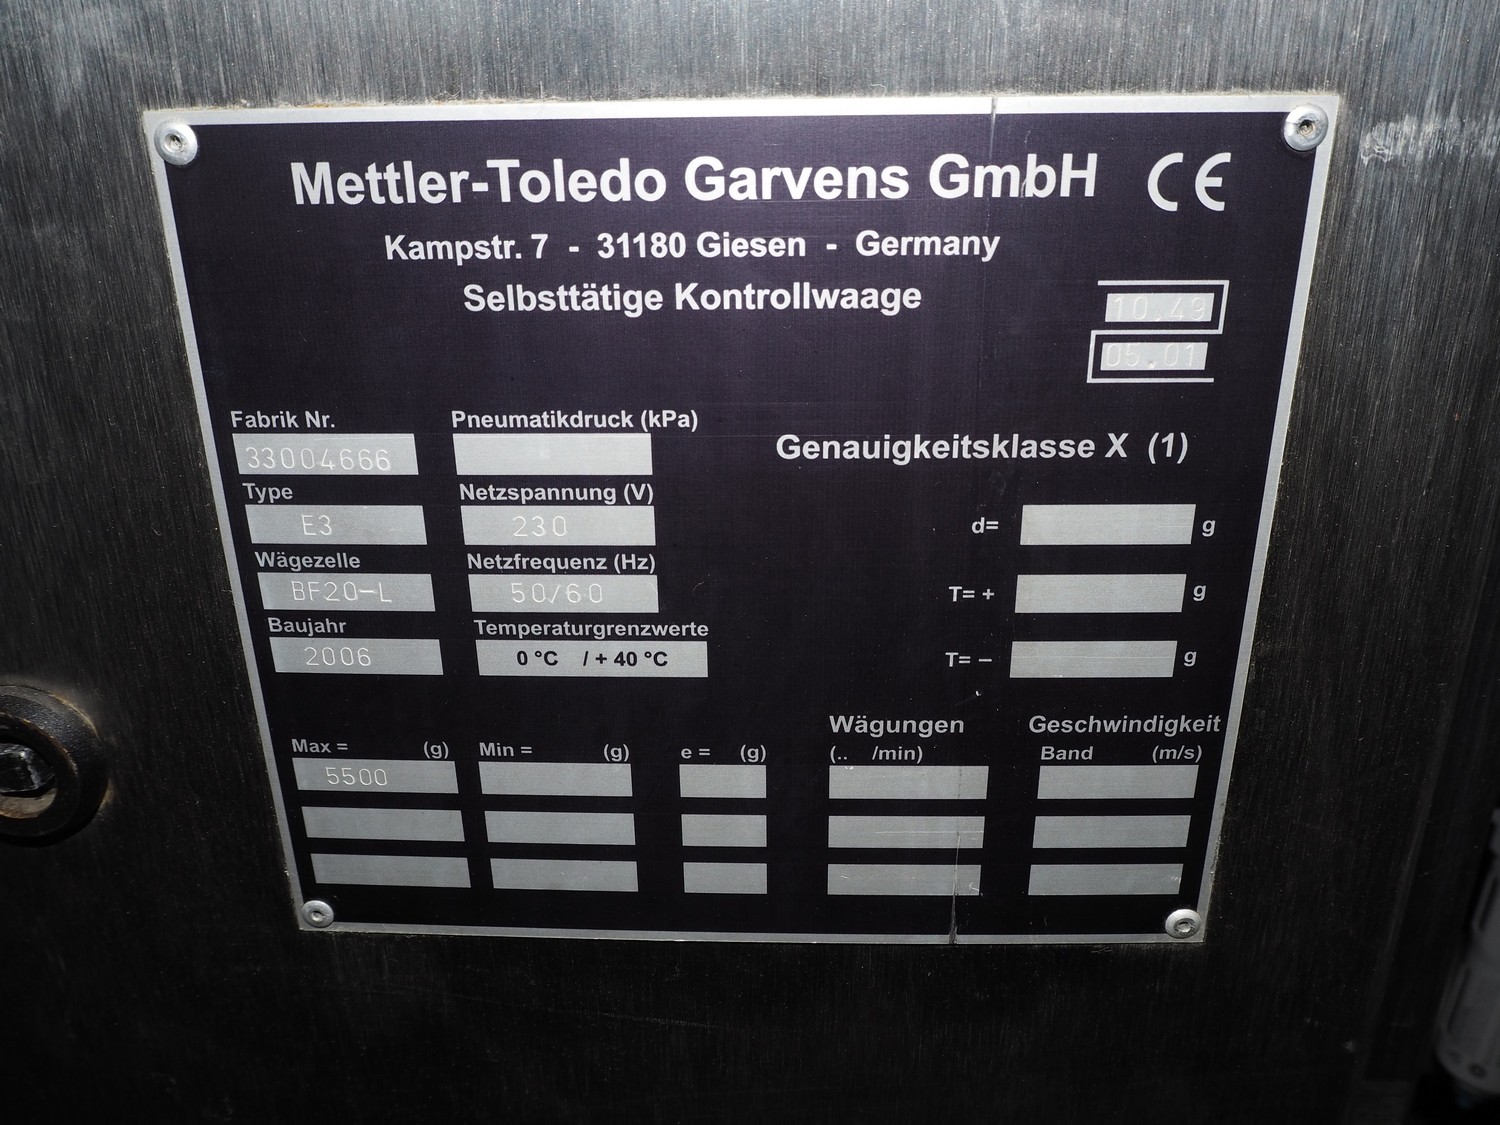 Mettler-Toledo Garvens GmbH CE
Kampstr. 7 - 31180 Giesen - Germany
Selbsttätige Kontrollwaage
10.49
05.01
Fabrik Nr. Pneumatikdruck (kPa)
33004666
Genauigkeitsklasse X (1)
Type Netzspannung (V)
E3 230 d= g
Wägezelle Netzfrequenz (Hz)
BF20-L 50/60 T= + g
Baujahr Temperaturgrenzwerte
2006 0 °C / + 40 °C T= – g
Wägungen Geschwindigkeit
Max = (g) Min = (g) e = (g) (.. /min) Band (m/s)
5500